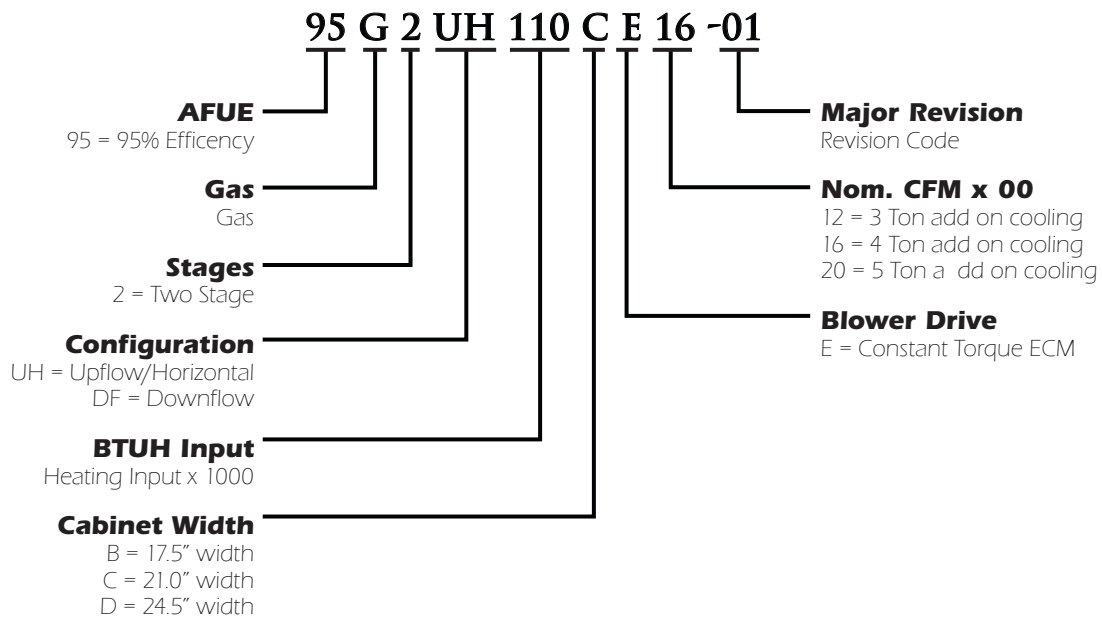 95 G 2 UH 110 C E 16 -01
AFUE
95 = 95% Efficency
Gas
Gas
Stages
2 = Two Stage
Configuration
UH = Upflow/Horizontal
DF = Downflow
BTUH Input
Heating Input x 1000
Cabinet Width
B = 17.5” width
C = 21.0” width
D = 24.5” width
Major Revision
Revision Code
Nom. CFM x 00
12 = 3 Ton add on cooling
16 = 4 Ton add on cooling
20 = 5 Ton a dd on cooling
Blower Drive
E = Constant Torque ECM